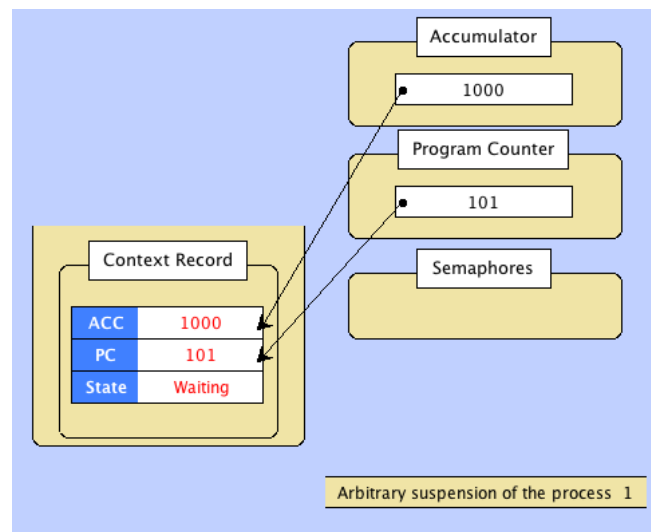 Accumulator
1000
Program Counter
101
Semaphores
Context Record
ACC 1000
PC 101
State Waiting
Arbitrary suspension of the process 1